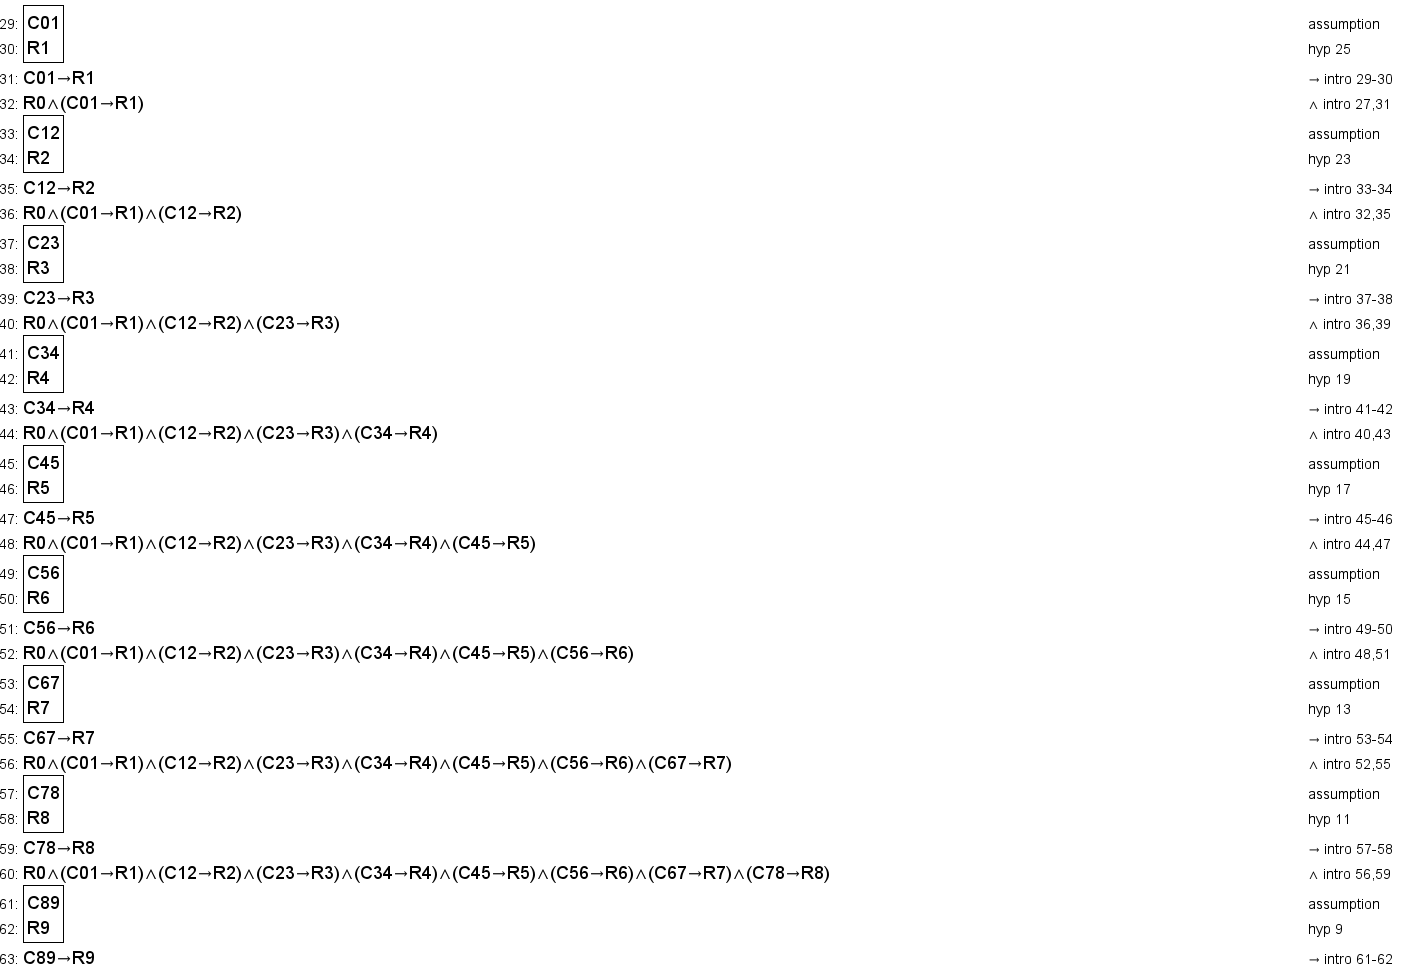 29: C01 assumption
30: R1 hyp 25
31: C01→R1 → intro 29-30
32: R0∧(C01→R1) ∧ intro 27,31
33: C12 assumption
34: R2 hyp 23
35: C12→R2 → intro 33-34
36: R0∧(C01→R1)∧(C12→R2) ∧ intro 32,35
37: C23 assumption
38: R3 hyp 21
39: C23→R3 → intro 37-38
40: R0∧(C01→R1)∧(C12→R2)∧(C23→R3) ∧ intro 36,39
41: C34 assumption
42: R4 hyp 19
43: C34→R4 → intro 41-42
44: R0∧(C01→R1)∧(C12→R2)∧(C23→R3)∧(C34→R4) ∧ intro 40,43
45: C45 assumption
46: R5 hyp 17
47: C45→R5 → intro 45-46
48: R0∧(C01→R1)∧(C12→R2)∧(C23→R3)∧(C34→R4)∧(C45→R5) ∧ intro 44,47
49: C56 assumption
50: R6 hyp 15
51: C56→R6 → intro 49-50
52: R0∧(C01→R1)∧(C12→R2)∧(C23→R3)∧(C34→R4)∧(C45→R5)∧(C56→R6) ∧ intro 48,51
53: C67 assumption
54: R7 hyp 13
55: C67→R7 → intro 53-54
56: R0∧(C01→R1)∧(C12→R2)∧(C23→R3)∧(C34→R4)∧(C45→R5)∧(C56→R6)∧(C67→R7) ∧ intro 52,55
57: C78 assumption
58: R8 hyp 11
59: C78→R8 → intro 57-58
60: R0∧(C01→R1)∧(C12→R2)∧(C23→R3)∧(C34→R4)∧(C45→R5)∧(C56→R6)∧(C67→R7)∧(C78→R8) ∧ intro 56,59
61: C89 assumption
62: R9 hyp 9
63: C89→R9 → intro 61-62